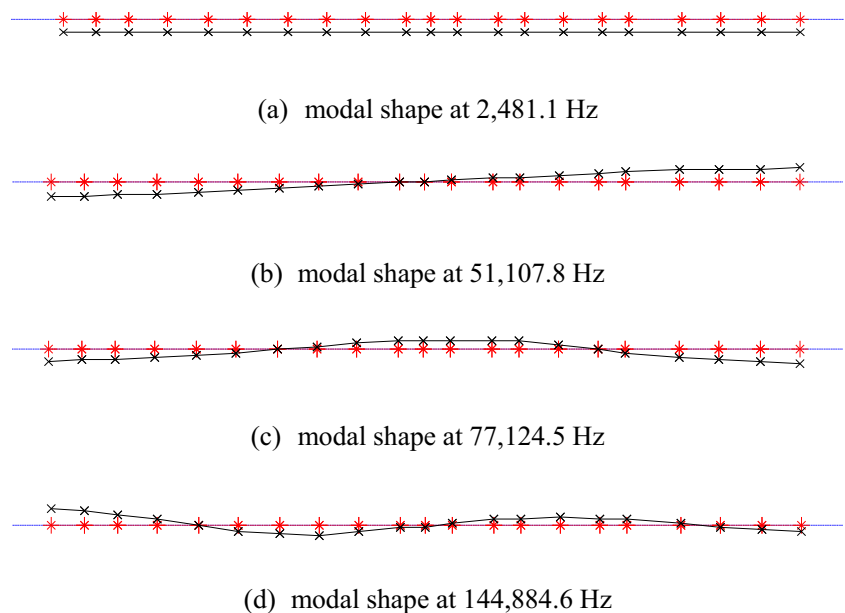 (a) modal shape at 2,481.1 Hz
(b) modal shape at 51,107.8 Hz
(c) modal shape at 77,124.5 Hz
(d) modal shape at 144,884.6 Hz